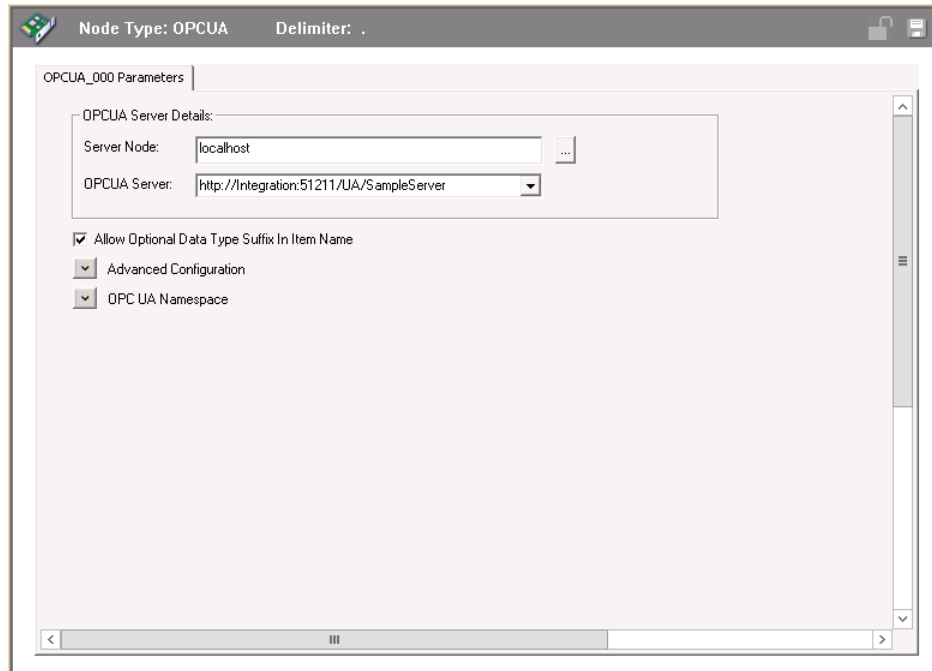 Node Type: OPCUA Delimiter: .
OPCUA_000 Parameters
OPCUA Server Details:
Server Node: localhost ...
OPCUA Server: http://Integration:51211/UA/SampleServer
Allow Optional Data Type Suffix In Item Name
Advanced Configuration
OPC UA Namespace